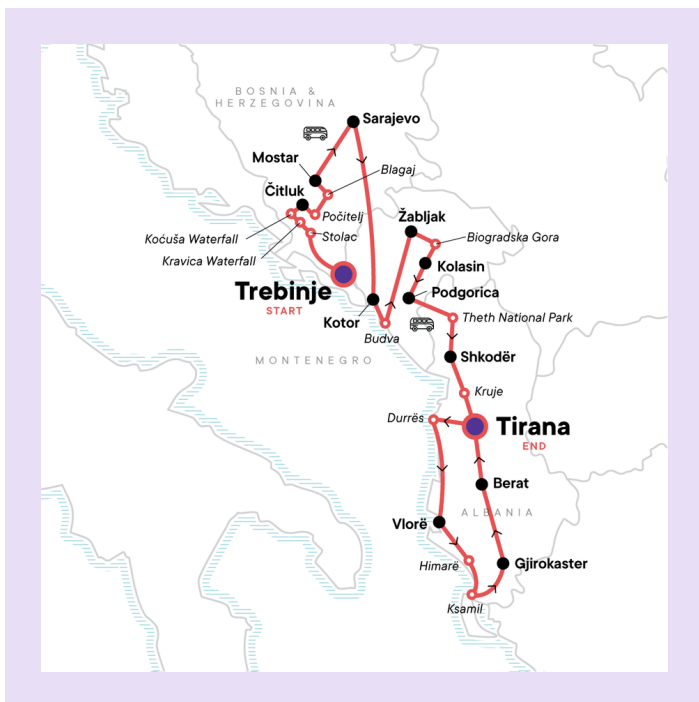 BOSNIA &
HERZEGOVINA
Sarajevo
Mostar
Blagaj
Čitluk
Počitelj
Žabljak
Koćuša Waterfall
Stolac
Biogradska Gora
Kravica Waterfall
Kolasin
Trebinje
START
Podgorica
Kotor
Theth National Park
Budva
MONTENEGRO
Shkodër
Kruje
Durrës
Tirana
END
Berat
ALBANIA
Vlorë
Himarë
Gjirokaster
Ksamil